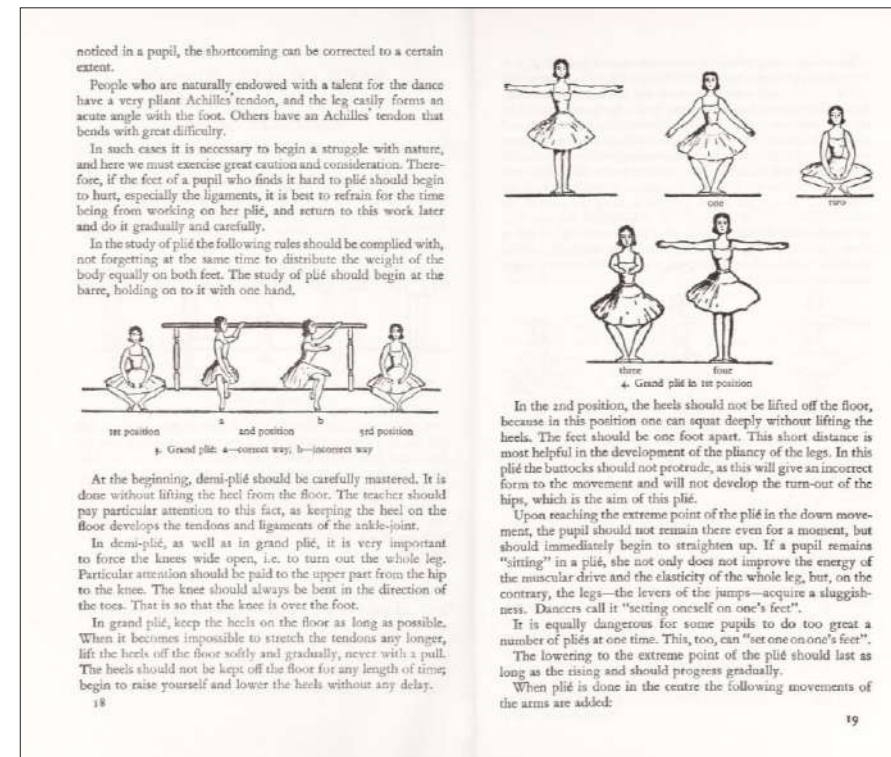 noticed in a pupil, the shortcoming can be corrected to a certain
extent.
People who are naturally endowed with a talent for the dance
have a very pliant Achilles' tendon, and the leg easily forms an
acute angle with the foot. Others have an Achilles' tendon that
bends with great difficulty.
In such cases it is necessary to begin a struggle with nature,
and here we must exercise great caution and consideration. There-
fore, if the feet of a pupil who finds it hard to plié should begin
to hurt, especially the ligaments, it is best to refrain for the time
being from working on her plié, and return to this work later
and do it gradually and carefully.
In the study of plié the following rules should be complied with,
not forgetting at the same time to distribute the weight of the
body equally on both feet. The study of plié should begin at the
barre, holding on to it with one hand.
a b
1st position 2nd position 3rd position
3. Grand plié: a—correct way; b—incorrect way
At the beginning, demi-plié should be carefully mastered. It is
done without lifting the heel from the floor. The teacher should
pay particular attention to this fact, as keeping the heel on the
floor develops the tendons and ligaments of the ankle-joint.
In demi-plié, as well as in grand plié, it is very important
to force the knees wide open, i.e. to turn out the whole leg.
Particular attention should be paid to the upper part from the hip
to the knee. The knee should always be bent in the direction of
the toes. That is so that the knee is over the foot.
In grand plié, keep the heels on the floor as long as possible.
When it becomes impossible to stretch the tendons any longer,
lift the heels off the floor softly and gradually, never with a pull.
The heels should not be kept off the floor for any length of time;
begin to raise yourself and lower the heels without any delay.
18
one two
three four
4. Grand plié in 1st position
In the 2nd position, the heels should not be lifted off the floor,
because in this position one can squat deeply without lifting the
heels. The feet should be one foot apart. This short distance is
most helpful in the development of the pliancy of the legs. In this
plié the buttocks should not protrude, as this will give an incorrect
form to the movement and will not develop the turn-out of the
hips, which is the aim of this plié.
Upon reaching the extreme point of the plié in the down move-
ment, the pupil should not remain there even for a moment, but
should immediately begin to straighten up. If a pupil remains
"sitting" in a plié, she not only does not improve the energy of
the muscular drive and the elasticity of the whole leg, but, on the
contrary, the legs—the levers of the jumps—acquire a sluggish-
ness. Dancers call it "setting oneself on one's feet".
It is equally dangerous for some pupils to do too great a
number of pliés at one time. This, too, can "set one on one's feet".
The lowering to the extreme point of the plié should last as
long as the rising and should progress gradually.
When plié is done in the centre the following movements of
the arms are added:
19